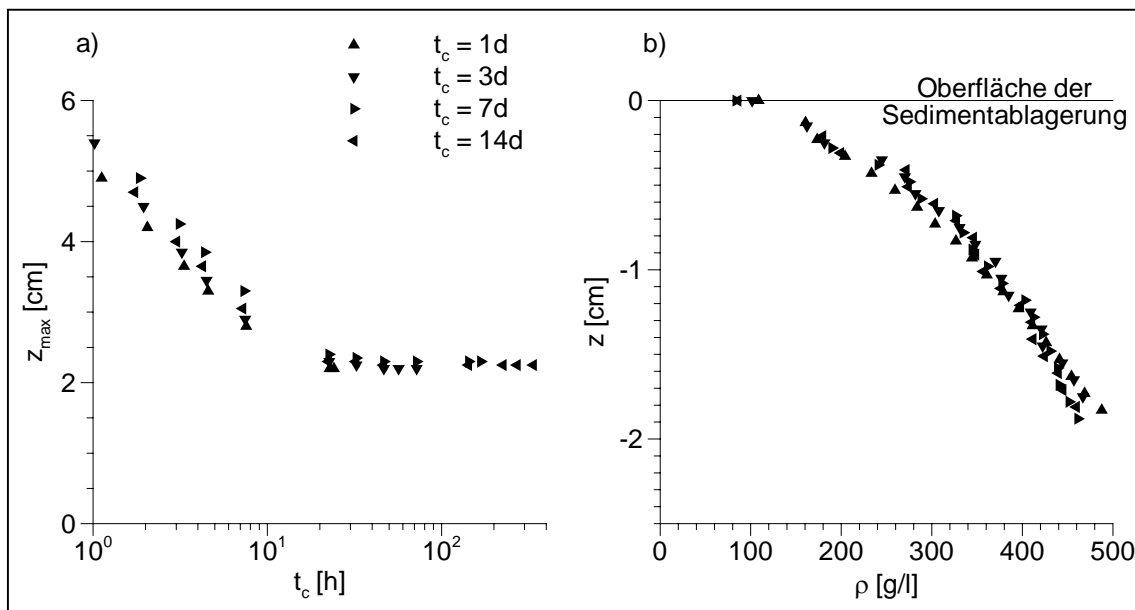 a)
t_c = 1d
t_c = 3d
t_c = 7d
t_c = 14d
6
4
2
0
z_max [cm]
10^0
10^1
10^2
t_c [h]
b)
Oberfläche der
Sedimentablagerung
0
-1
-2
z [cm]
0
100
200
300
400
500
ρ [g/l]